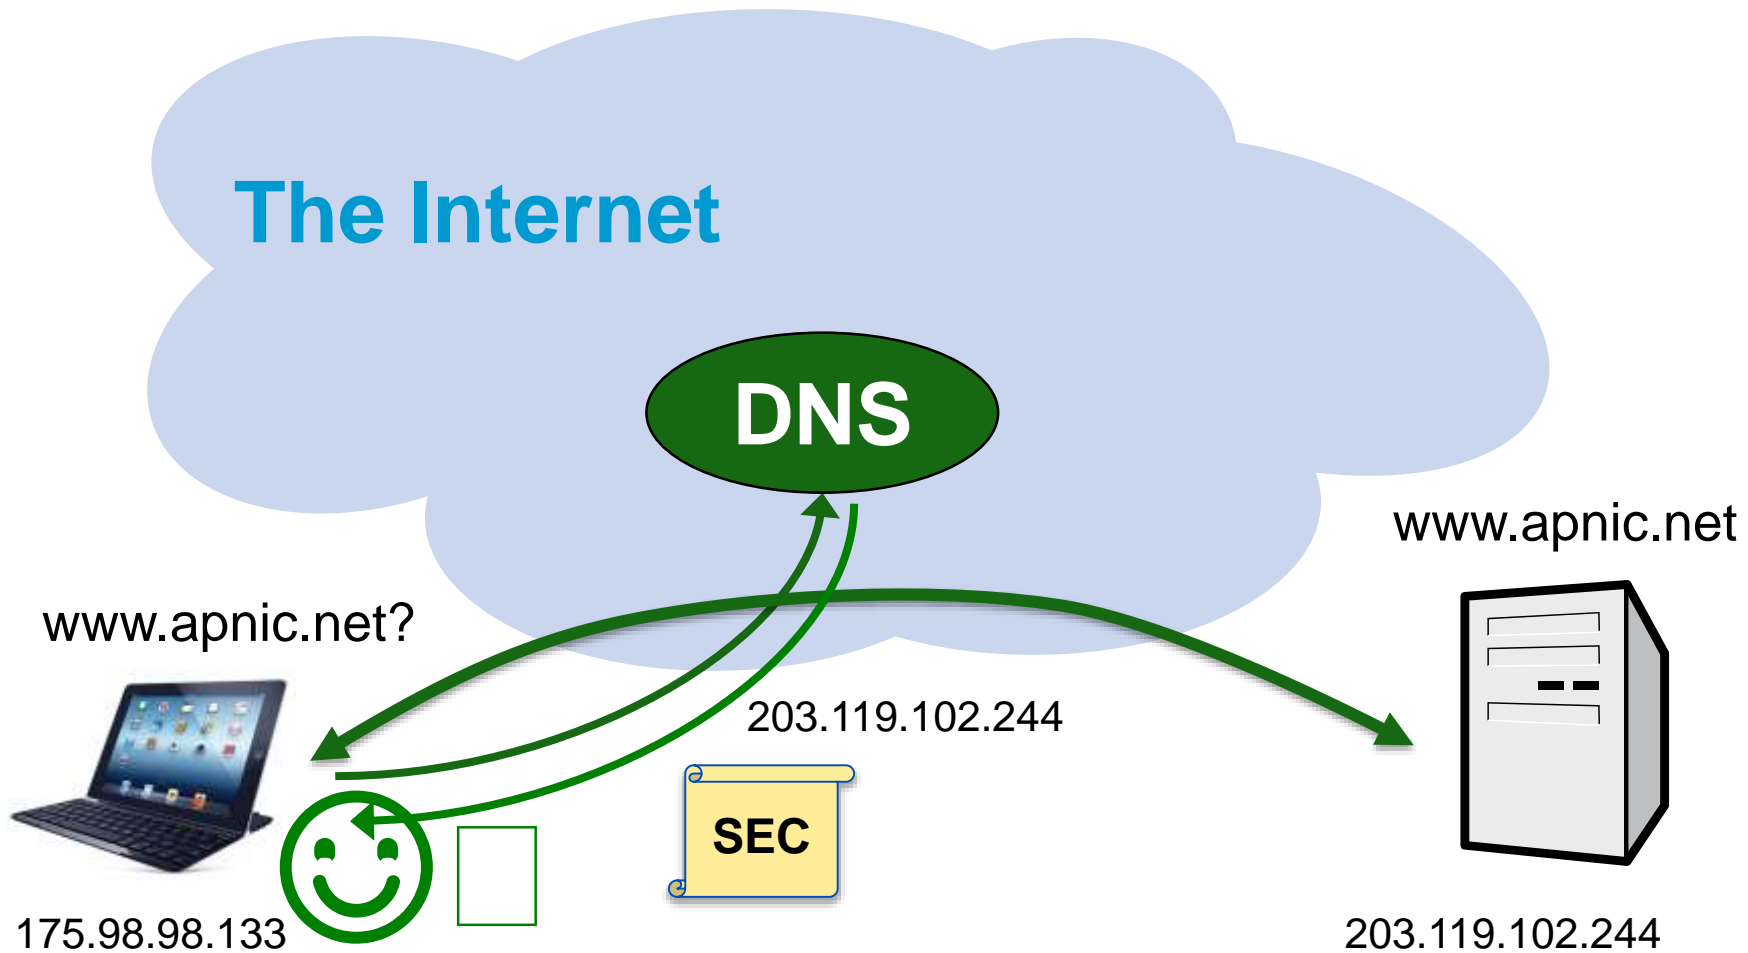 The Internet
DNS
www.apnic.net
www.apnic.net?
203.119.102.244
SEC
175.98.98.133
203.119.102.244